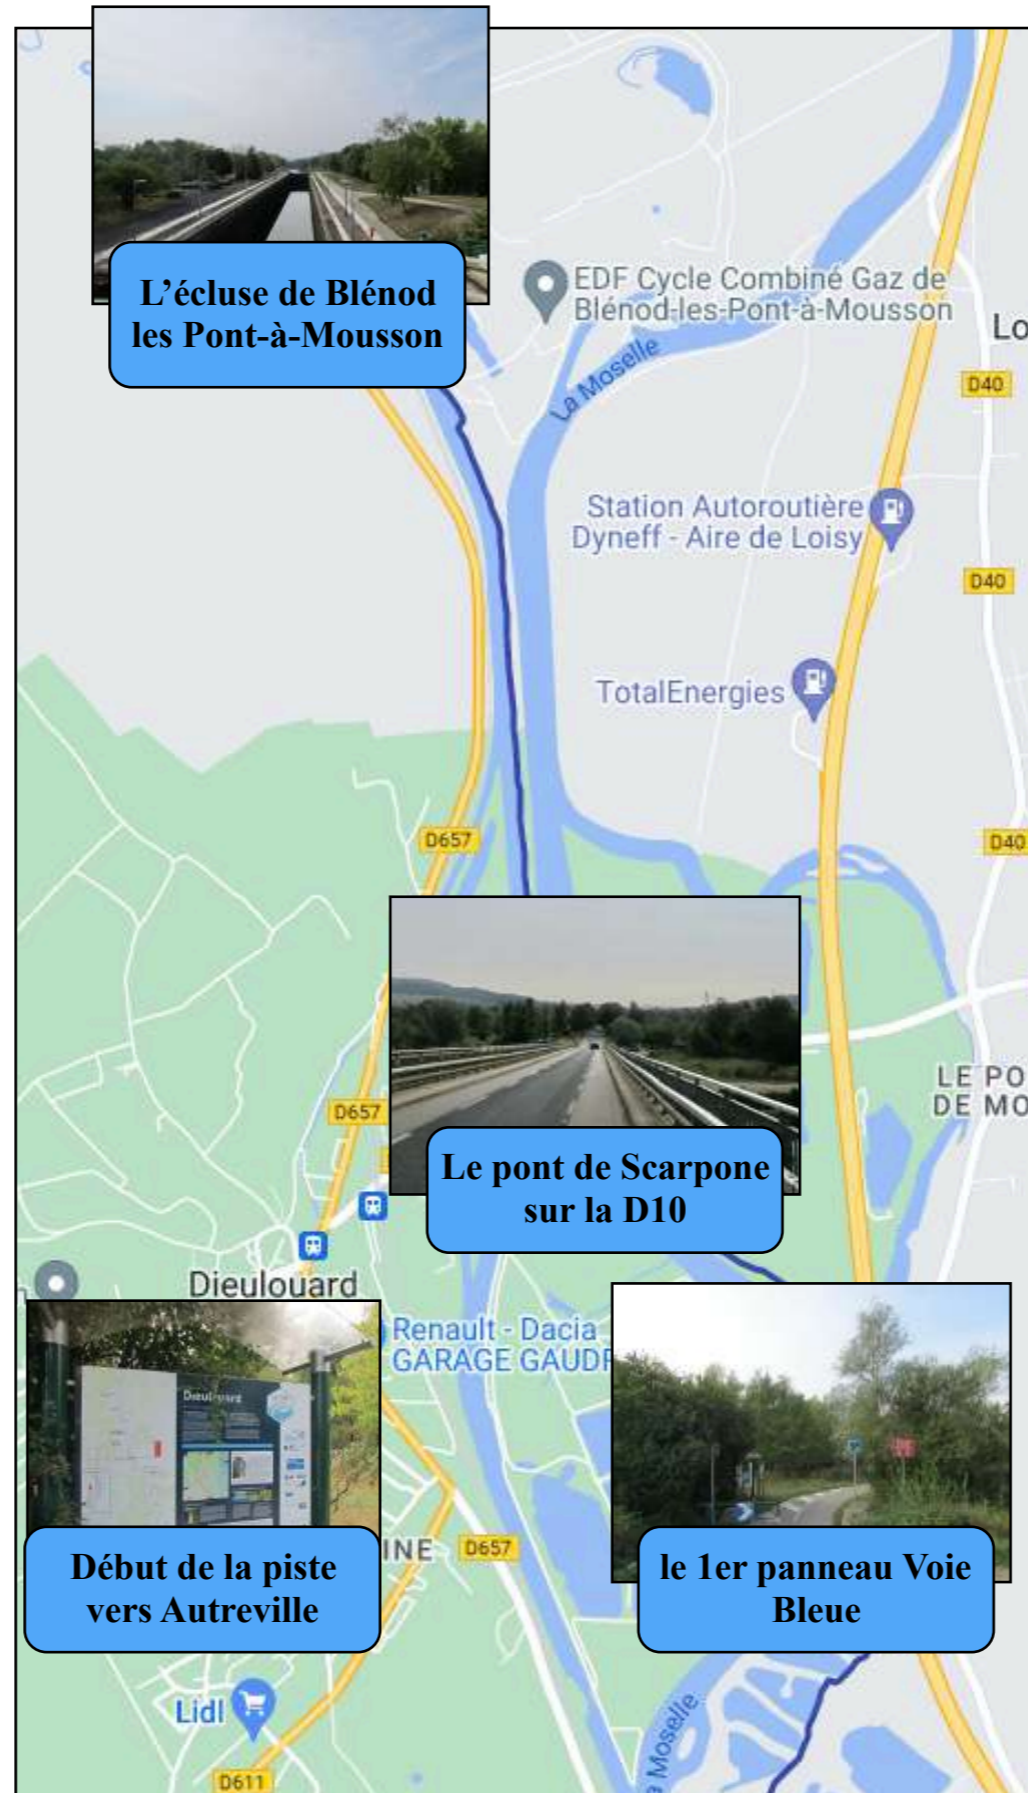 L’écluse de Blénod
les Pont-à-Mousson
EDF Cycle Combiné Gaz de
Blénod-les-Pont-à-Mousson
La Moselle
Lo
D40
Station Autoroutière
Dyneff - Aire de Loisy
D40
TotalEnergies
D657
D40
D657
LE PO
DE MO
Le pont de Scarpone
sur la D10
Dieulouard
Renault - Dacia
GARAGE GAUDF
Dieulouard
INE
D657
Début de la piste
vers Autreville
le 1er panneau Voie
Bleue
Lidl
a Moselle
D611